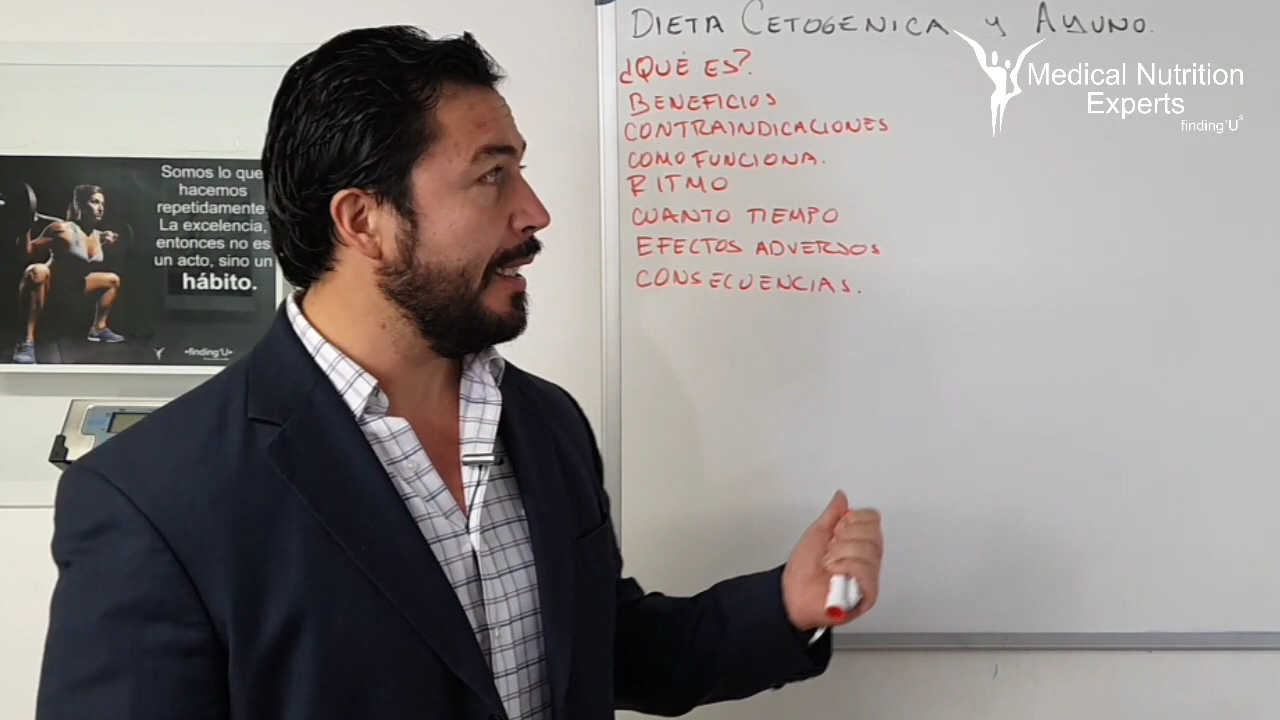 DIETA CETOGENICA Y AYUNO.
¿QUÉ ES?
BENEFICIOS
CONTRAINDICACIONES
COMO FUNCIONA.
RITMO
CUANTO TIEMPO
EFECTOS ADVERSOS
CONSECUENCIAS.
Medical Nutrition
Experts
finding'U
Somos lo que
hacemos
repetidamente.
La excelencia,
entonces no es
un acto, sino un
hábito.
•finding'U•